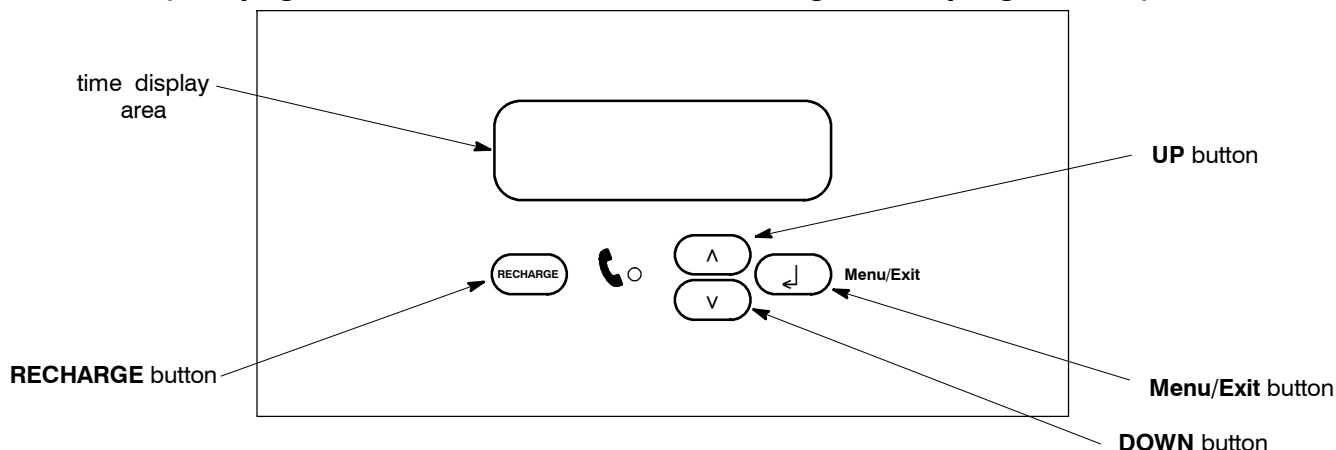 time display
area
UP button
RECHARGE
Menu/Exit
RECHARGE button
Menu/Exit button
DOWN button